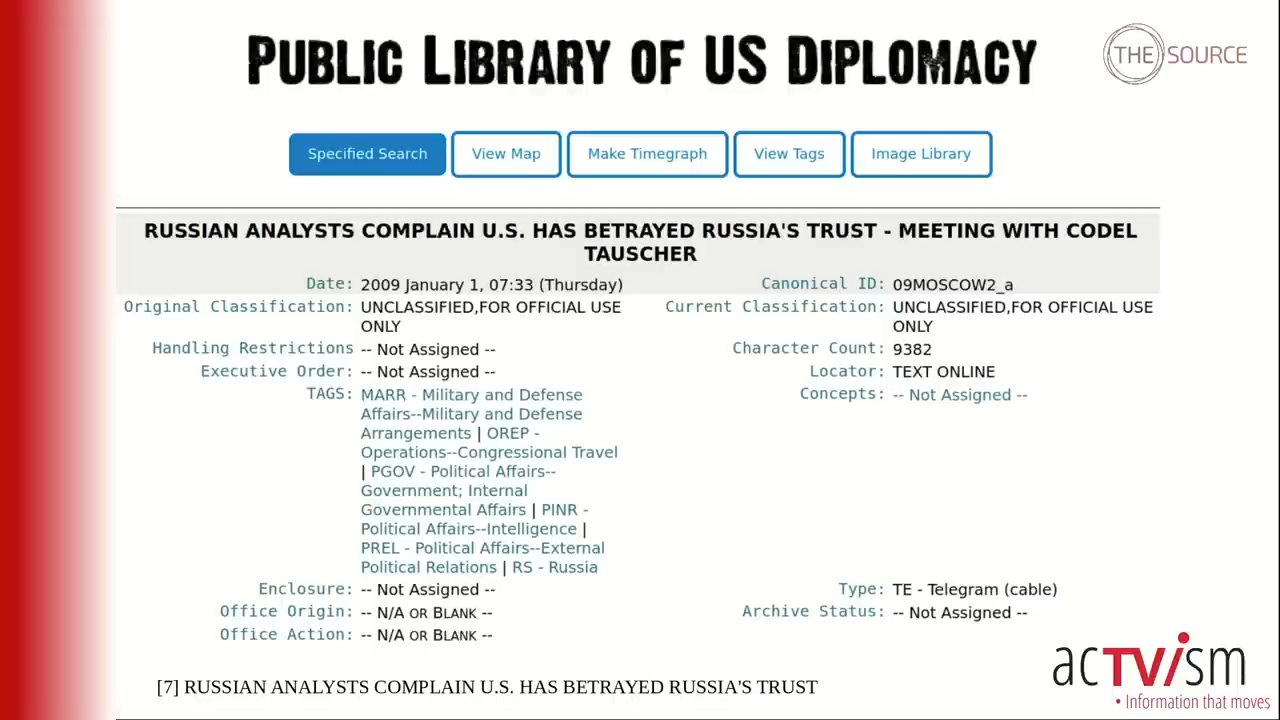 PUBLIC LIBRARY OF US DIPLOMACY
THE SOURCE
Specified Search
View Map
Make Timegraph
View Tags
Image Library
RUSSIAN ANALYSTS COMPLAIN U.S. HAS BETRAYED RUSSIA'S TRUST - MEETING WITH CODEL
TAUSCHER
Date: 2009 January 1, 07:33 (Thursday)
Canonical ID: 09MOSCOW2_a
Original Classification: UNCLASSIFIED,FOR OFFICIAL USE
ONLY
Current Classification: UNCLASSIFIED,FOR OFFICIAL USE
ONLY
Handling Restrictions -- Not Assigned --
Character Count: 9382
Executive Order: -- Not Assigned --
Locator: TEXT ONLINE
TAGS: MARR - Military and Defense
Affairs--Military and Defense
Arrangements | OREP -
Operations--Congressional Travel
| PGOV - Political Affairs--
Government; Internal
Governmental Affairs | PINR -
Political Affairs--Intelligence |
PREL - Political Affairs--External
Political Relations | RS - Russia
Concepts: -- Not Assigned --
Enclosure: -- Not Assigned --
Type: TE - Telegram (cable)
Office Origin: -- N/A OR BLANK --
Archive Status: -- Not Assigned --
Office Action: -- N/A OR BLANK --
[7] RUSSIAN ANALYSTS COMPLAIN U.S. HAS BETRAYED RUSSIA'S TRUST
acTVism
• Information that moves